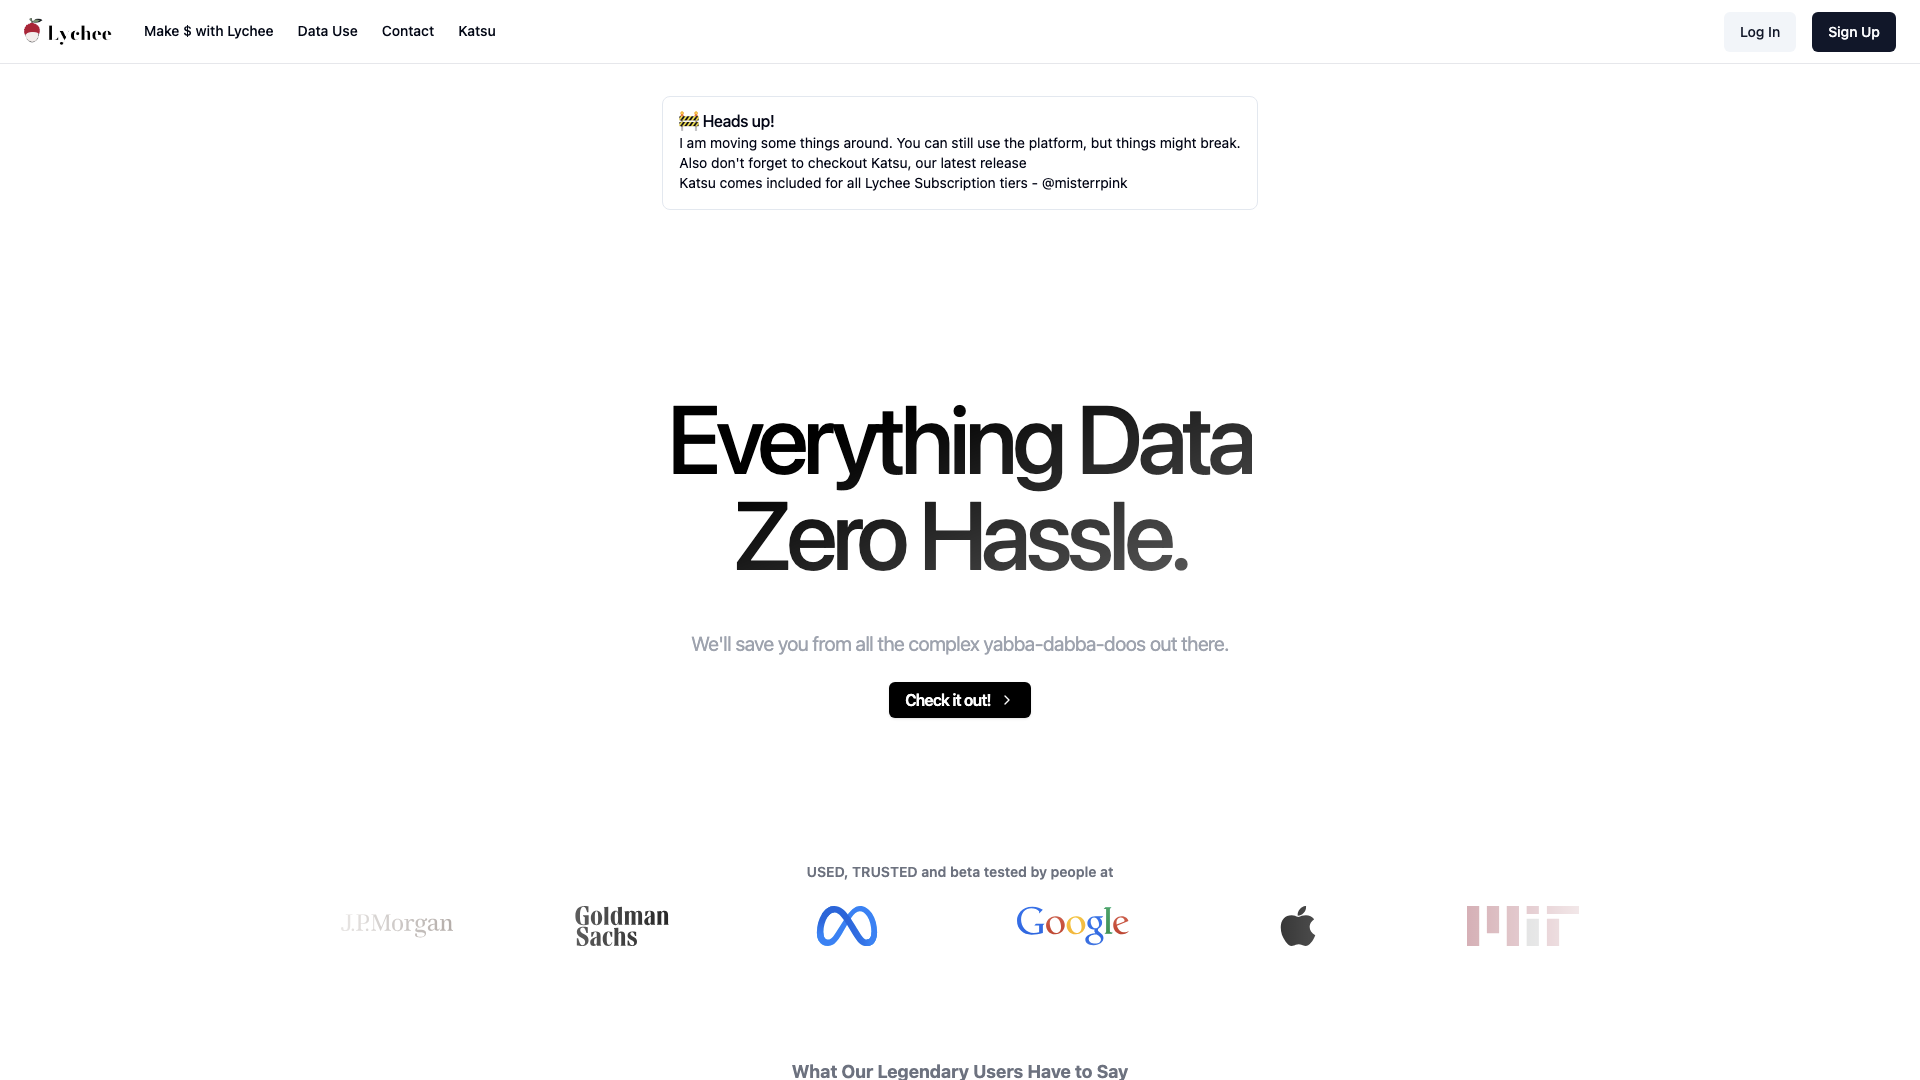 Lychee
Make $ with Lychee
Data Use
Contact
Katsu
Log In
Sign Up
🚧 Heads up!
I am moving some things around. You can still use the platform, but things might break.
Also don't forget to checkout Katsu, our latest release
Katsu comes included for all Lychee Subscription tiers - @misterrpink
Everything Data
Zero Hassle.
We'll save you from all the complex yabba-dabba-doos out there.
Check it out!
USED, TRUSTED and beta tested by people at
J.P.Morgan
Goldman
Sachs
Google
MIT
What Our Legendary Users Have to Say